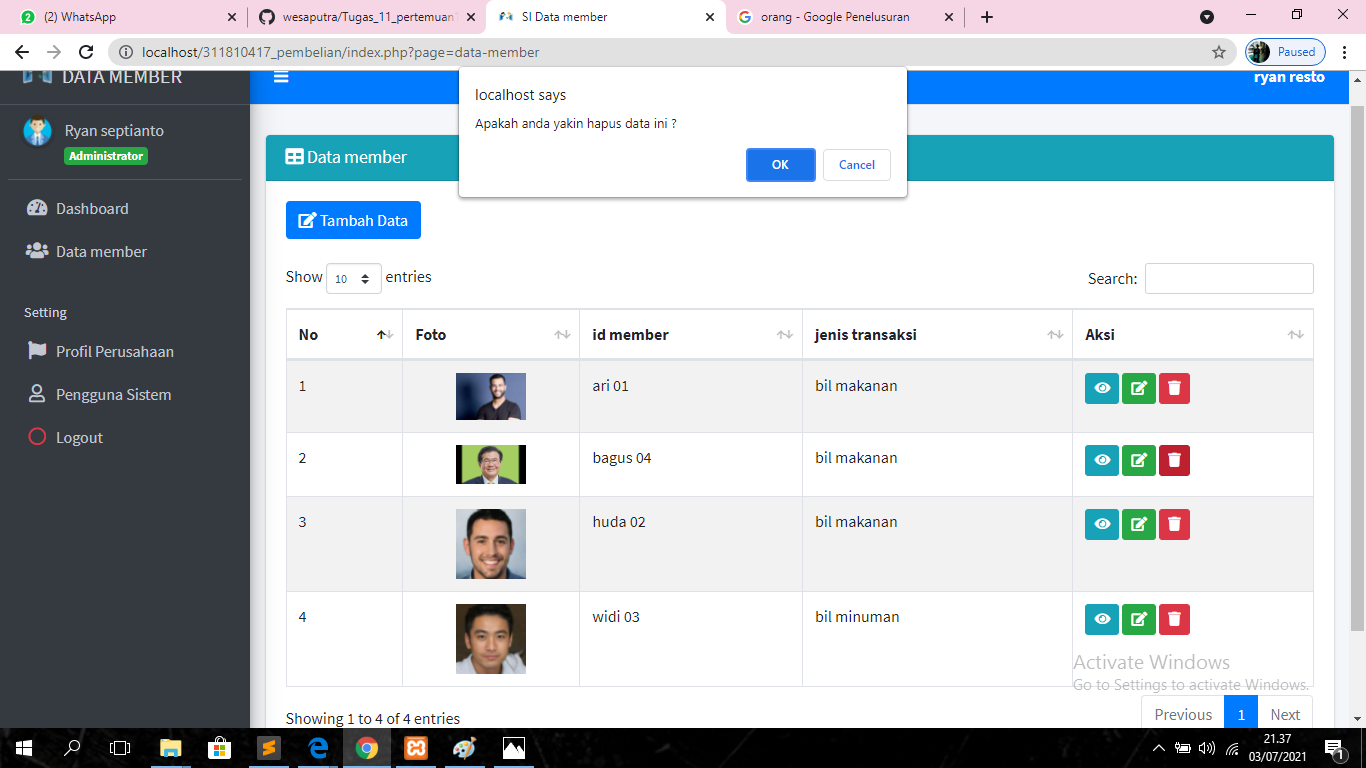 (2) WhatsApp
wesaputra/Tugas_11_pertemuan
SI Data member
orang - Google Penelusuran
localhost/311810417_pembelian/index.php?page=data-member
Paused
DATA MEMBER
ryan resto
localhost says
Apakah anda yakin hapus data ini ?
OK
Cancel
Ryan septianto
Administrator
Dashboard
Data member
Setting
Profil Perusahaan
Pengguna Sistem
Logout
Data member
Tambah Data
Show 10 entries
Search:
No Foto id member jenis transaksi Aksi
1 ari 01 bil makanan
2 bagus 04 bil makanan
3 huda 02 bil makanan
4 widi 03 bil minuman
Activate Windows
Go to Settings to activate Windows.
Showing 1 to 4 of 4 entries
Previous 1 Next
21.37
03/07/2021
1